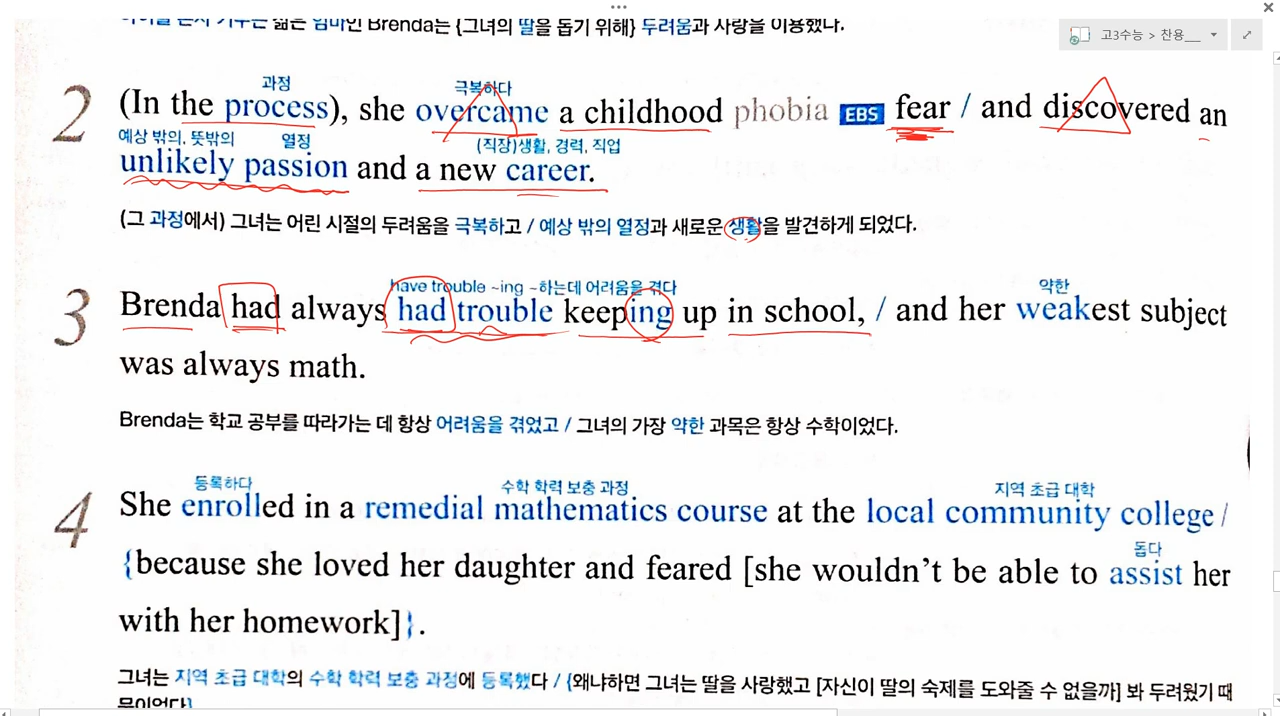 엄마인 Brenda는 {그녀의 딸을 돕기 위해} 두려움과 사랑을 이용했다.
고3수능 > 찬용__
과정 극복하다
2 (In the process), she overcame a childhood phobia EBS fear / and discovered an
예상 밖의, 뜻밖의 열정 (직장)생활, 경력, 직업
unlikely passion and a new career.
(그 과정에서) 그녀는 어린 시절의 두려움을 극복하고 / 예상 밖의 열정과 새로운 생활을 발견하게 되었다.
have trouble ~ing ~하는데 어려움을 겪다 약한
3 Brenda had always had trouble keeping up in school, / and her weakest subject
was always math.
Brenda는 학교 공부를 따라가는 데 항상 어려움을 겪었고 / 그녀의 가장 약한 과목은 항상 수학이었다.
등록하다 수학 학력 보충 과정 지역 초급 대학
4 She enrolled in a remedial mathematics course at the local community college /
돕다
{because she loved her daughter and feared [she wouldn't be able to assist her
with her homework]}.
그녀는 지역 초급 대학의 수학 학력 보충 과정에 등록했다 / {왜냐하면 그녀는 딸을 사랑했고 [자신이 딸의 숙제를 도와줄 수 없을까] 봐 두려웠기 때
문이었다}